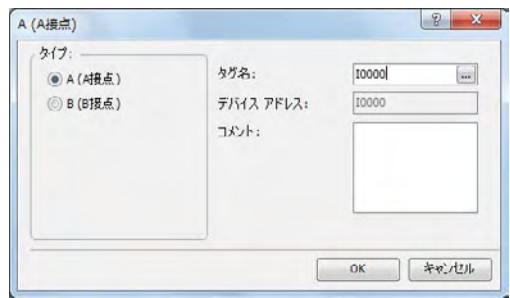 A (A接点)
タイプ:
A (A接点)
B (B接点)
タグ名:
I0000
...
デバイス アドレス:
I0000
コメント:
OK
キャンセル